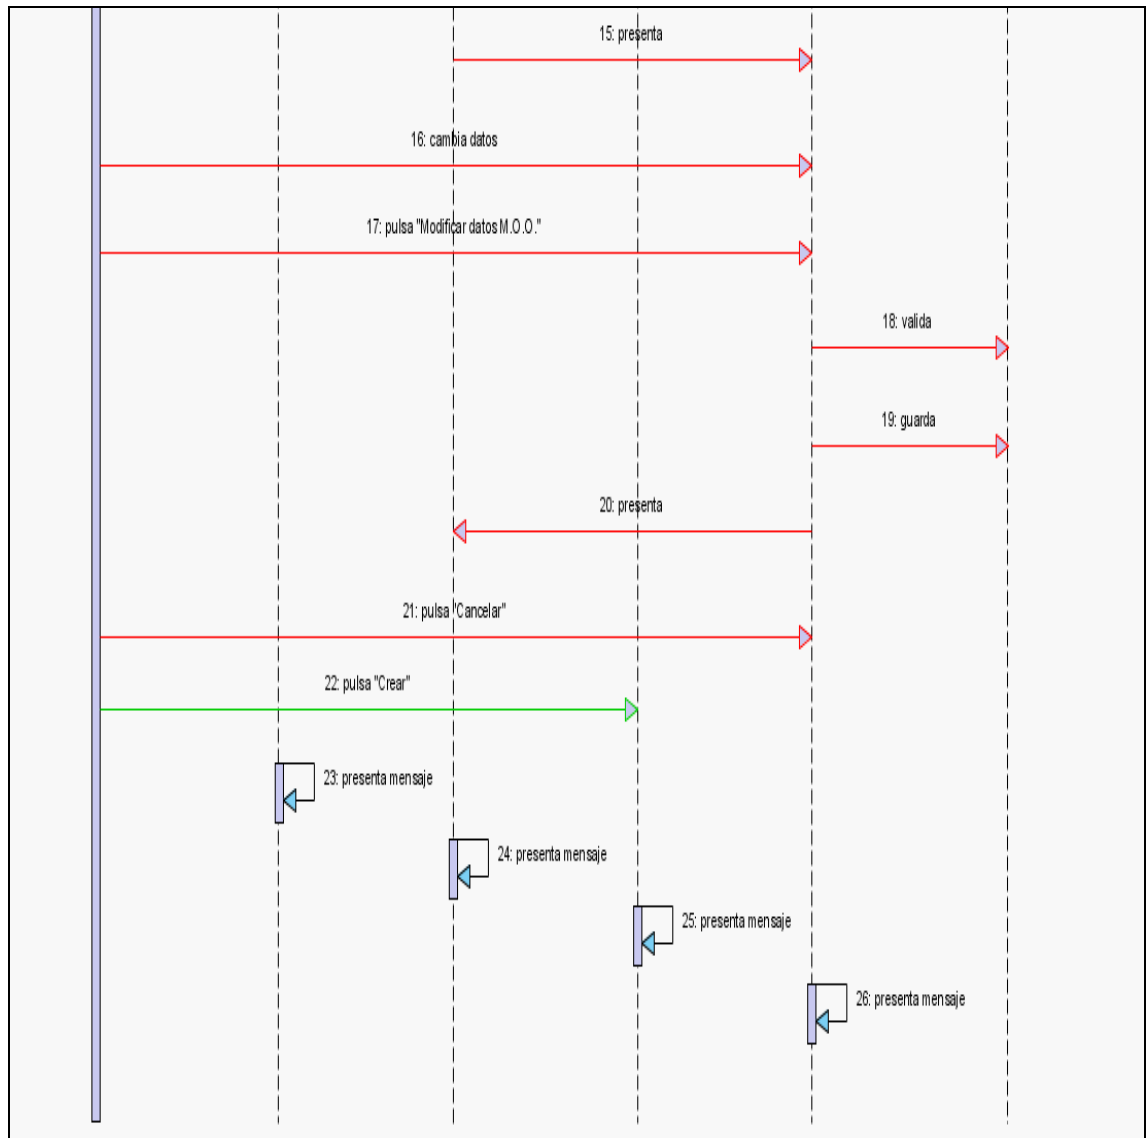 15: presenta
16: cambia datos
17: pulsa "Modificar datos M.O.O."
18: valida
19: guarda
20: presenta
21: pulsa "Cancelar"
22: pulsa "Crear"
23: presenta mensaje
24: presenta mensaje
25: presenta mensaje
26: presenta mensaje